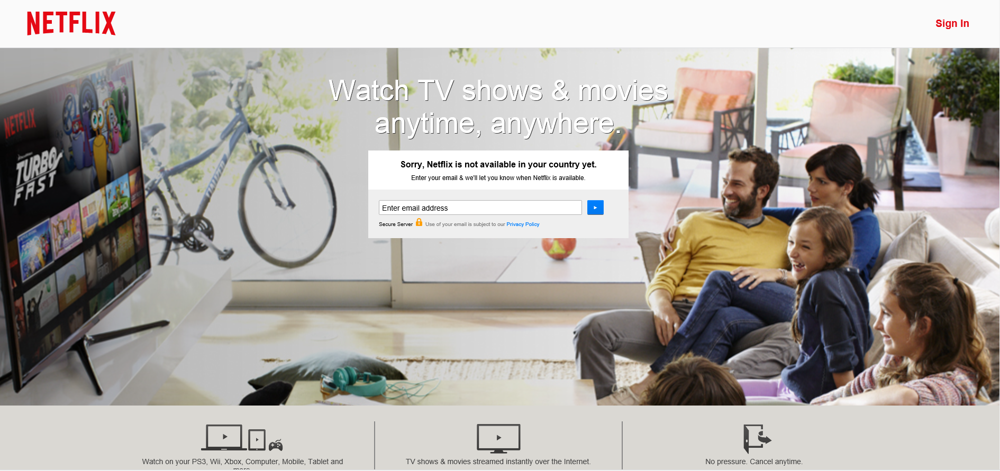 NETFLIX
Sign In
Watch TV shows & movies
anytime, anywhere.
NETFLIX
TURBO
FAST
Sorry, Netflix is not available in your country yet.
Enter your email & we'll let you know when Netflix is available.
Enter email address
Secure Server Use of your email is subject to our Privacy Policy
Watch on your PS3, Wii, Xbox, Computer, Mobile, Tablet and
TV shows & movies streamed instantly over the Internet.
No pressure. Cancel anytime.